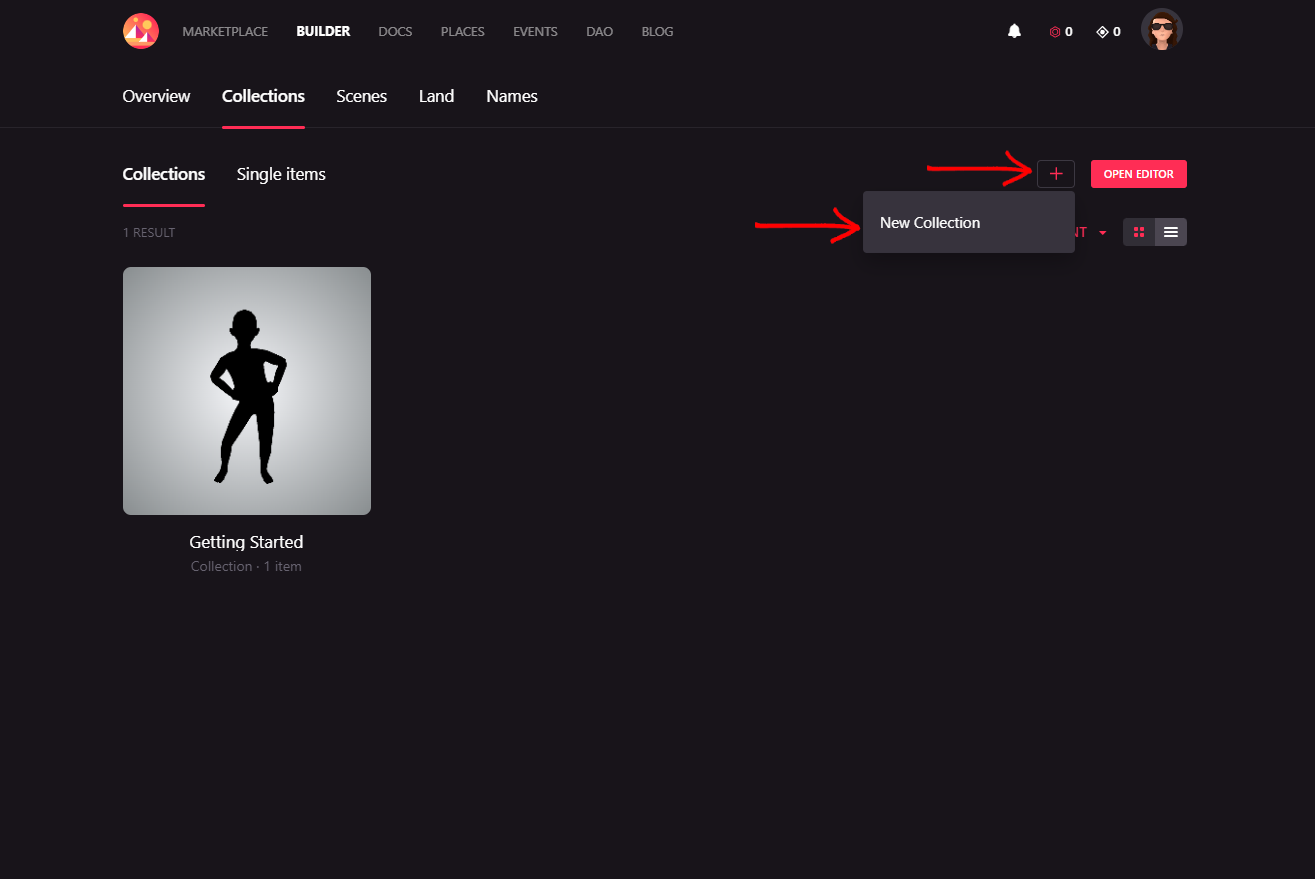 MARKETPLACE BUILDER DOCS PLACES EVENTS DAO BLOG 0 0
Overview Collections Scenes Land Names
Collections Single items OPEN EDITOR
New Collection
1 RESULT NT
Getting Started
Collection · 1 item